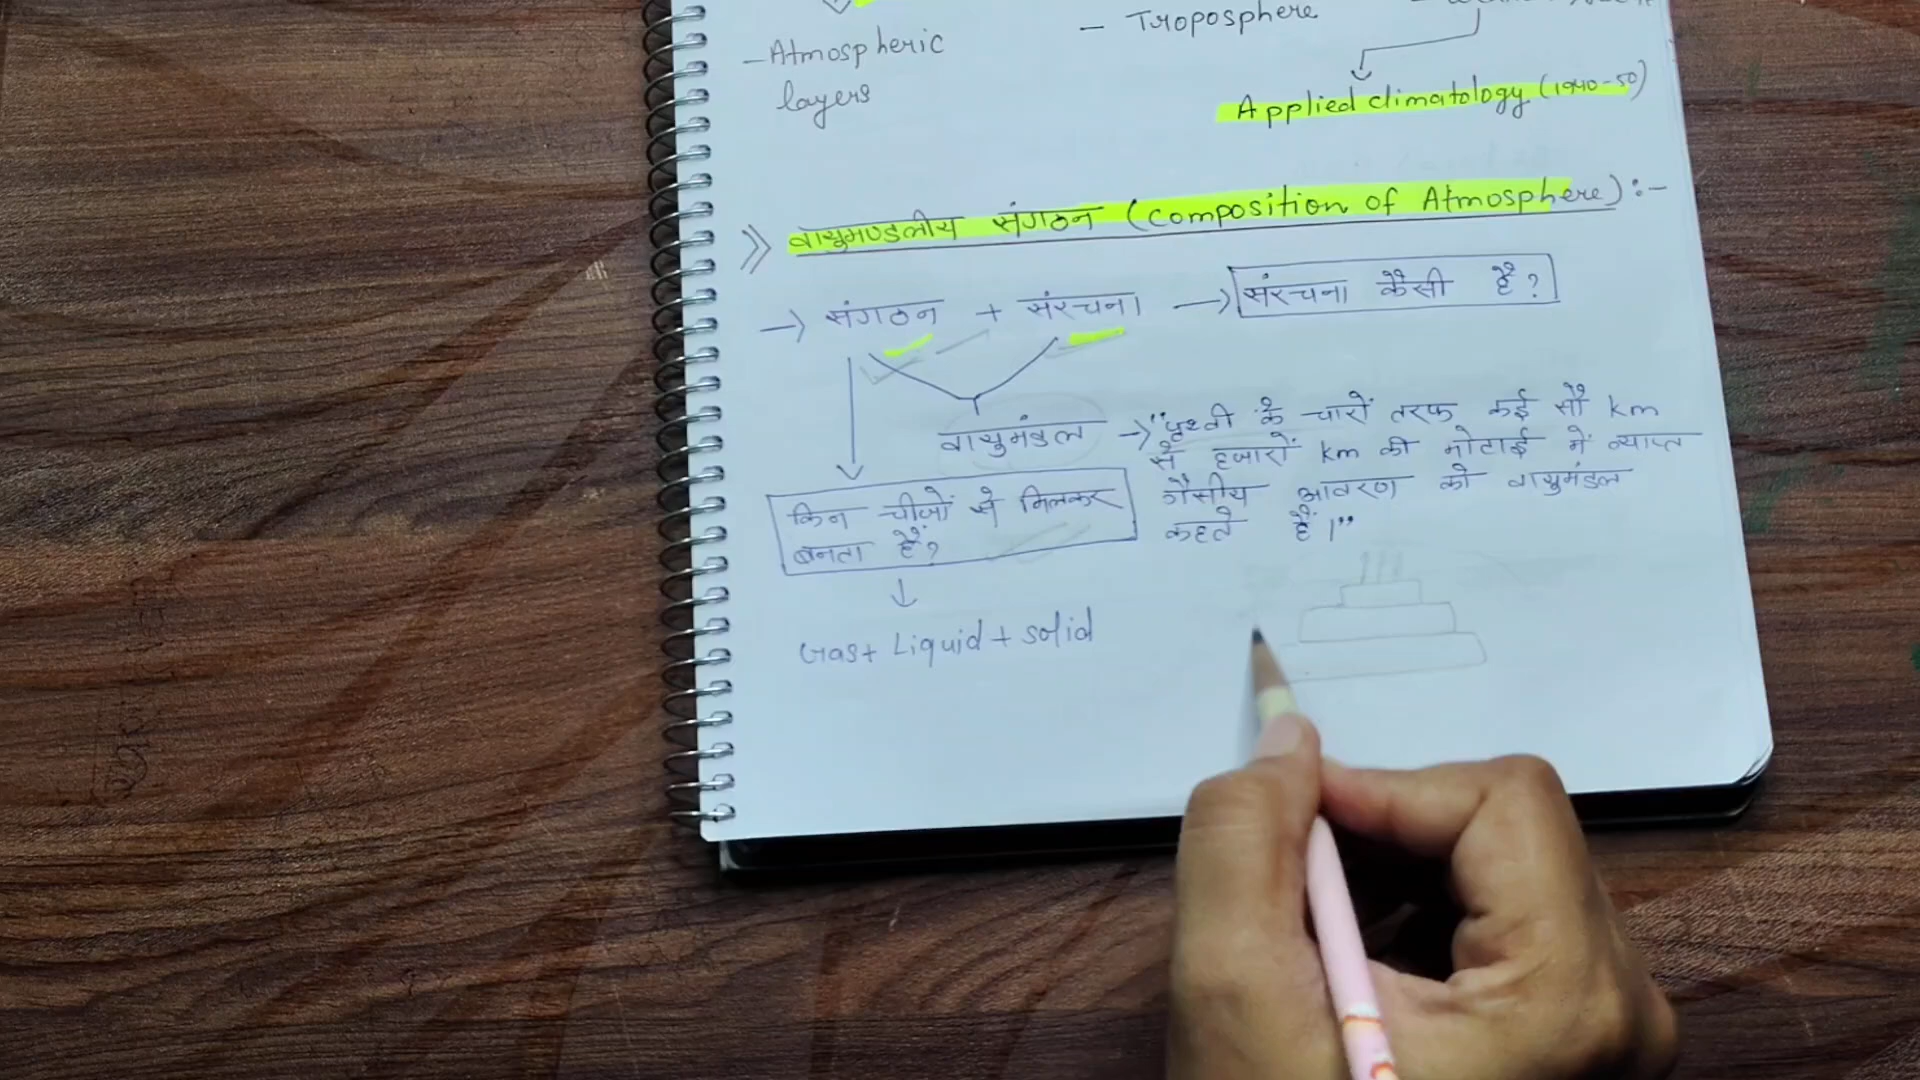 - Atmospheric
layers
- Troposphere
Applied climatology (1940-50)
>> वायुमण्डलीय संगठन (Composition of Atmosphere) :-
→ संगठन + संरचना → संरचना कैसी है?
वायुमंडल → "पृथ्वी के चारों तरफ कई सौ km
से हजारों km की मोटाई में व्याप्त
गैसीय आवरण को वायुमंडल
कहते हैं।"
किन चीजों से मिलकर
बनता हैं?
Gas + Liquid + solid